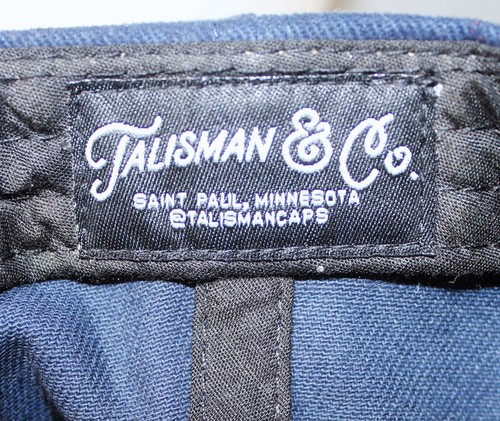 Talisman & Co.
SAINT PAUL, MINNESOTA
@TALISMANCAPS